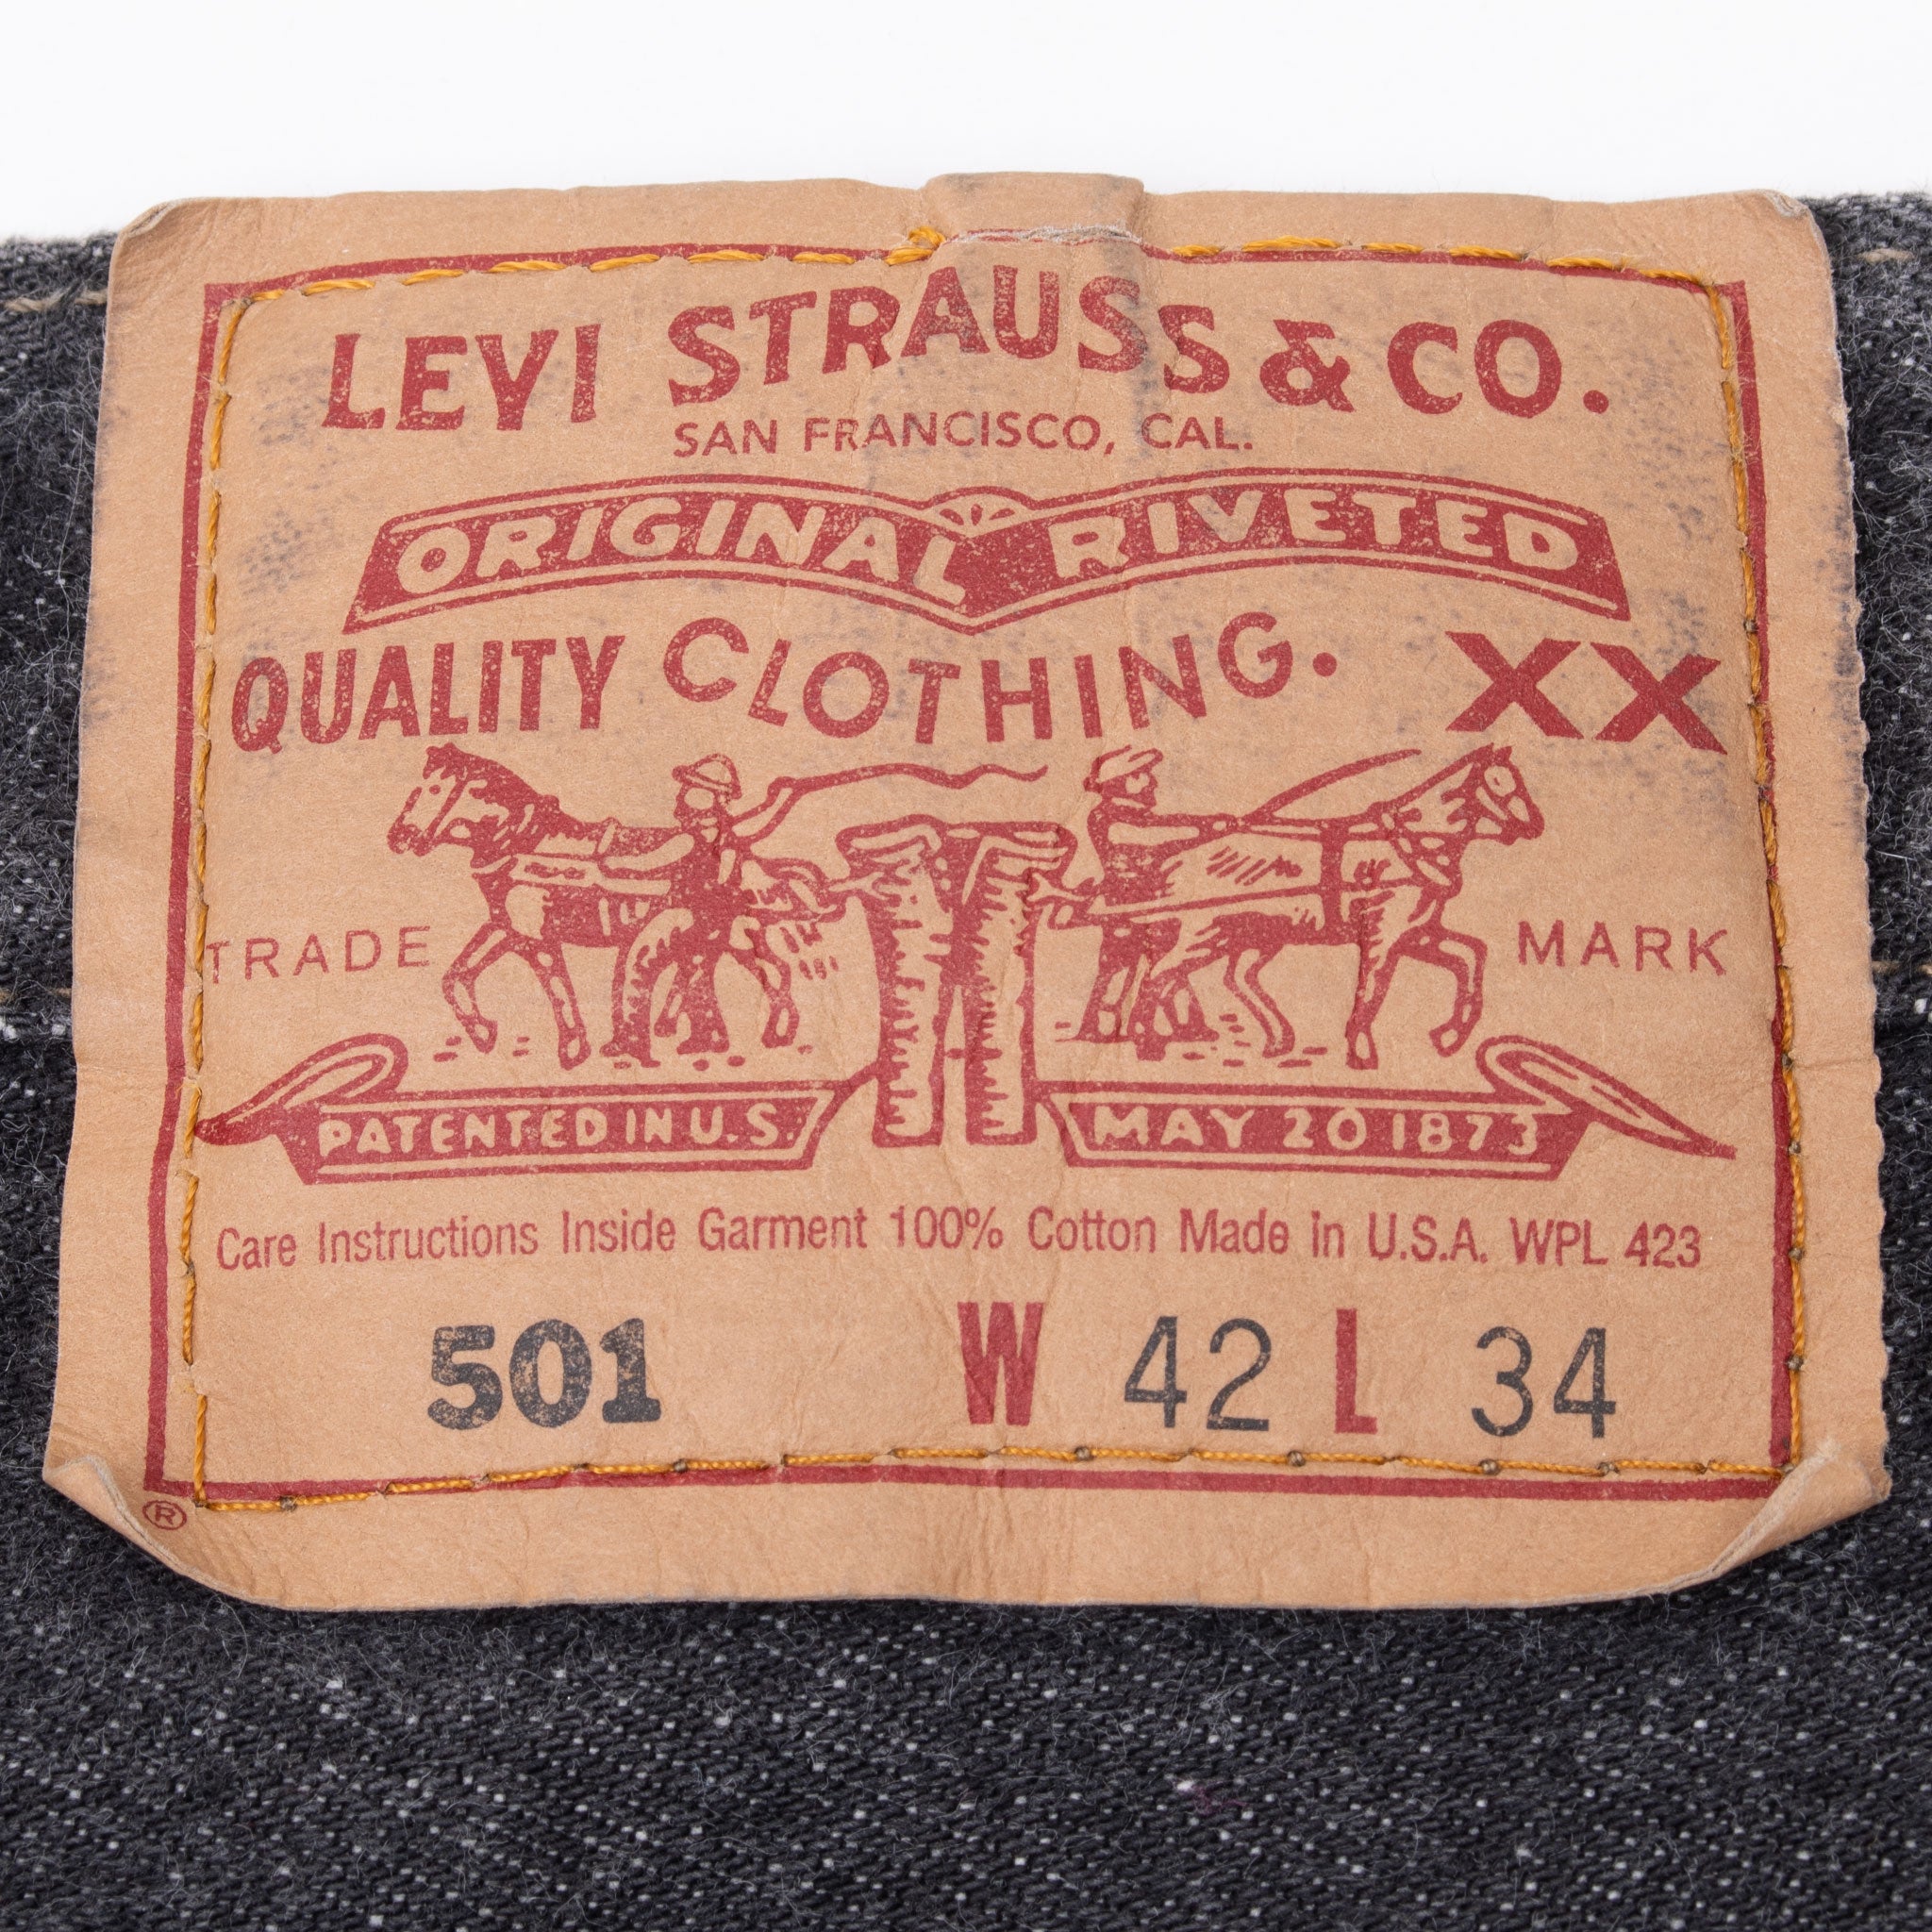 LEVI STRAUSS & CO.
SAN FRANCISCO, CAL.
ORIGINAL RIVETED
QUALITY CLOTHING. XX
TRADE MARK
PATENTED IN U.S. MAY 20 1873
Care Instructions Inside Garment 100% Cotton Made in U.S.A. WPL 423
501 W 42 L 34
®